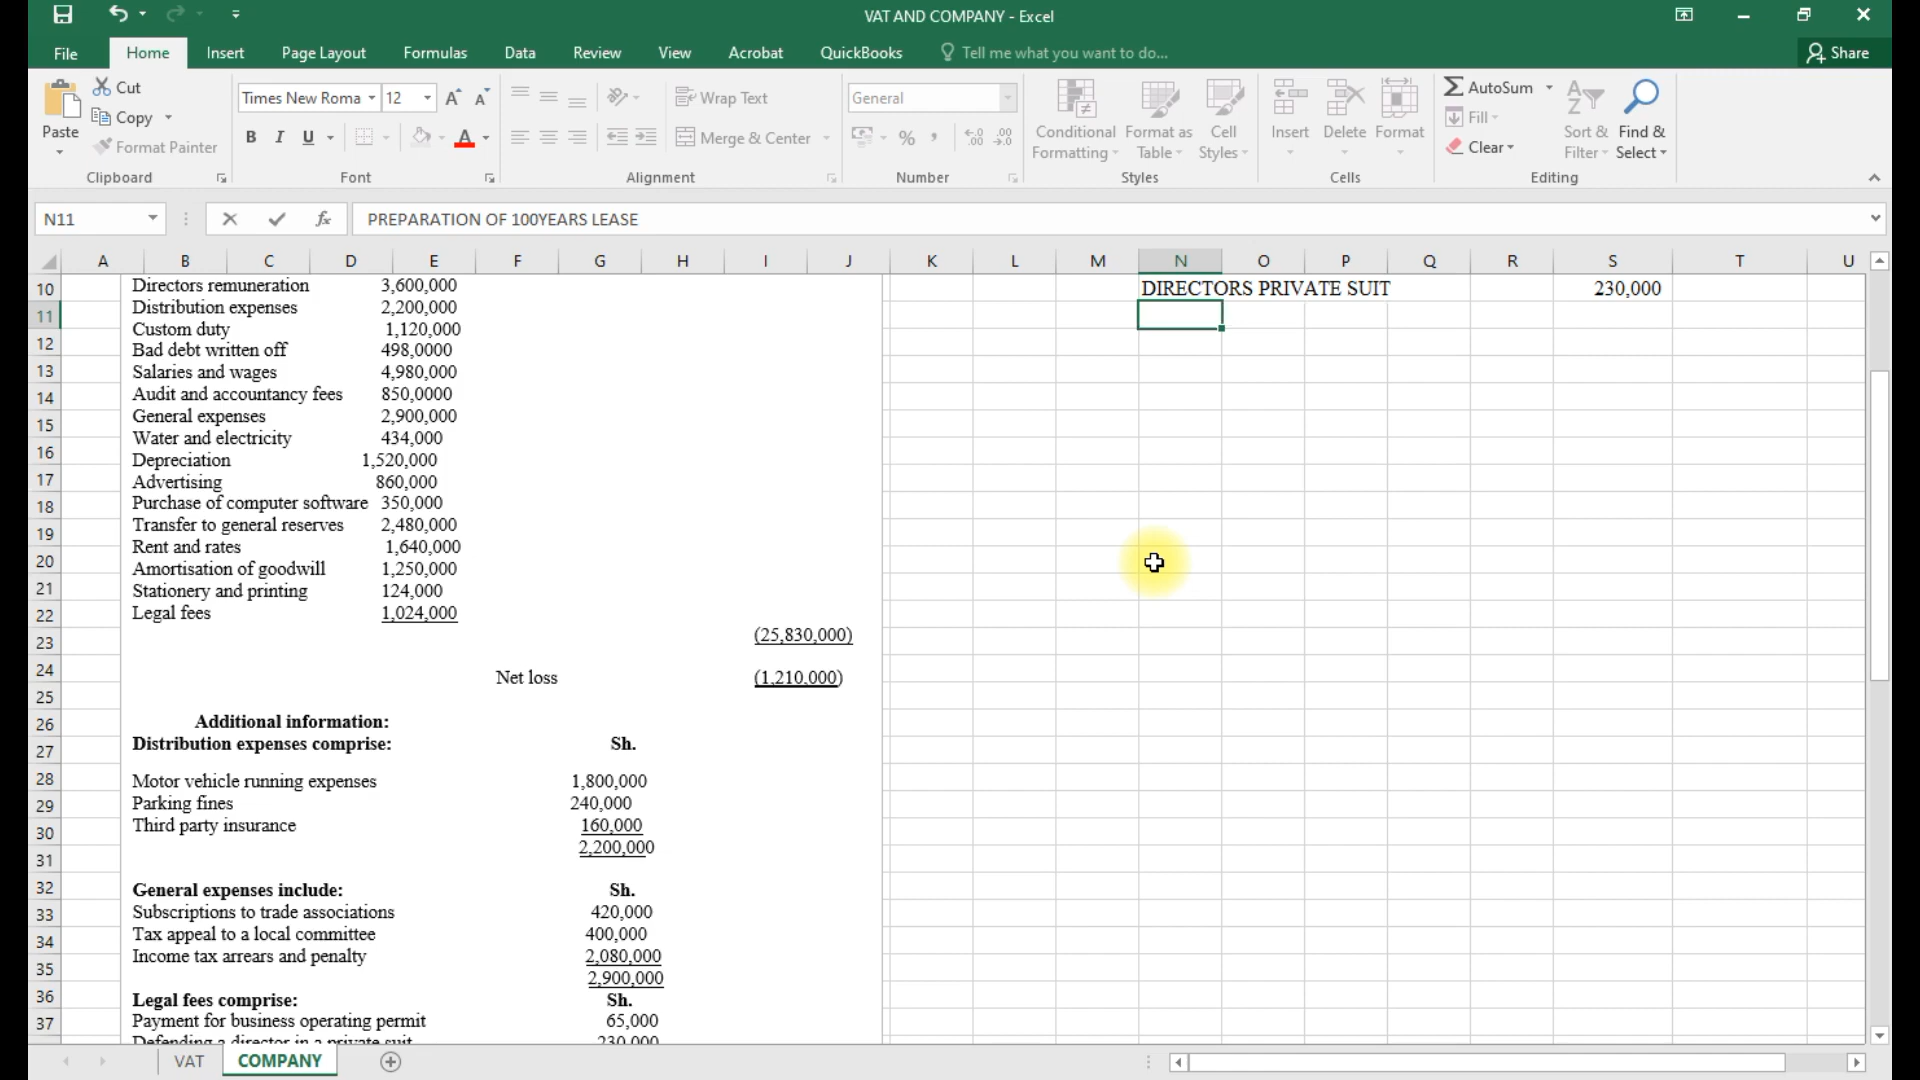 VAT AND COMPANY - Excel
File Home Insert Page Layout Formulas Data Review View Acrobat QuickBooks Tell me what you want to do... Share
Paste
Cut
Copy
Format Painter
Clipboard
Times New Roma 12
B I U
Font
Wrap Text
Merge & Center
Alignment
General
Number
Conditional Formatting
Format as Table
Cell Styles
Styles
Insert Delete Format
Cells
AutoSum
Fill
Clear
Sort & Filter
Find & Select
Editing
N11 fx PREPARATION OF 100YEARS LEASE
A B C D E F G H I J K L M N O P Q R S T U
10 Directors remuneration 3,600,000 DIRECTORS PRIVATE SUIT 230,000
11 Distribution expenses 2,200,000
Custom duty 1,120,000
12 Bad debt written off 498,0000
13 Salaries and wages 4,980,000
14 Audit and accountancy fees 850,0000
15 General expenses 2,900,000
16 Water and electricity 434,000
Depreciation 1,520,000
17 Advertising 860,000
18 Purchase of computer software 350,000
19 Transfer to general reserves 2,480,000
20 Rent and rates 1,640,000
Amortisation of goodwill 1,250,000
21 Stationery and printing 124,000
22 Legal fees 1,024,000
23 (25,830,000)
24 Net loss (1,210,000)
25
26 Additional information:
27 Distribution expenses comprise: Sh.
28 Motor vehicle running expenses 1,800,000
29 Parking fines 240,000
30 Third party insurance 160,000
31 2,200,000
32 General expenses include: Sh.
33 Subscriptions to trade associations 420,000
34 Tax appeal to a local committee 400,000
35 Income tax arrears and penalty 2,080,000
2,900,000
36 Legal fees comprise: Sh.
37 Payment for business operating permit 65,000
Defending a director in a private suit 230,000
VAT COMPANY